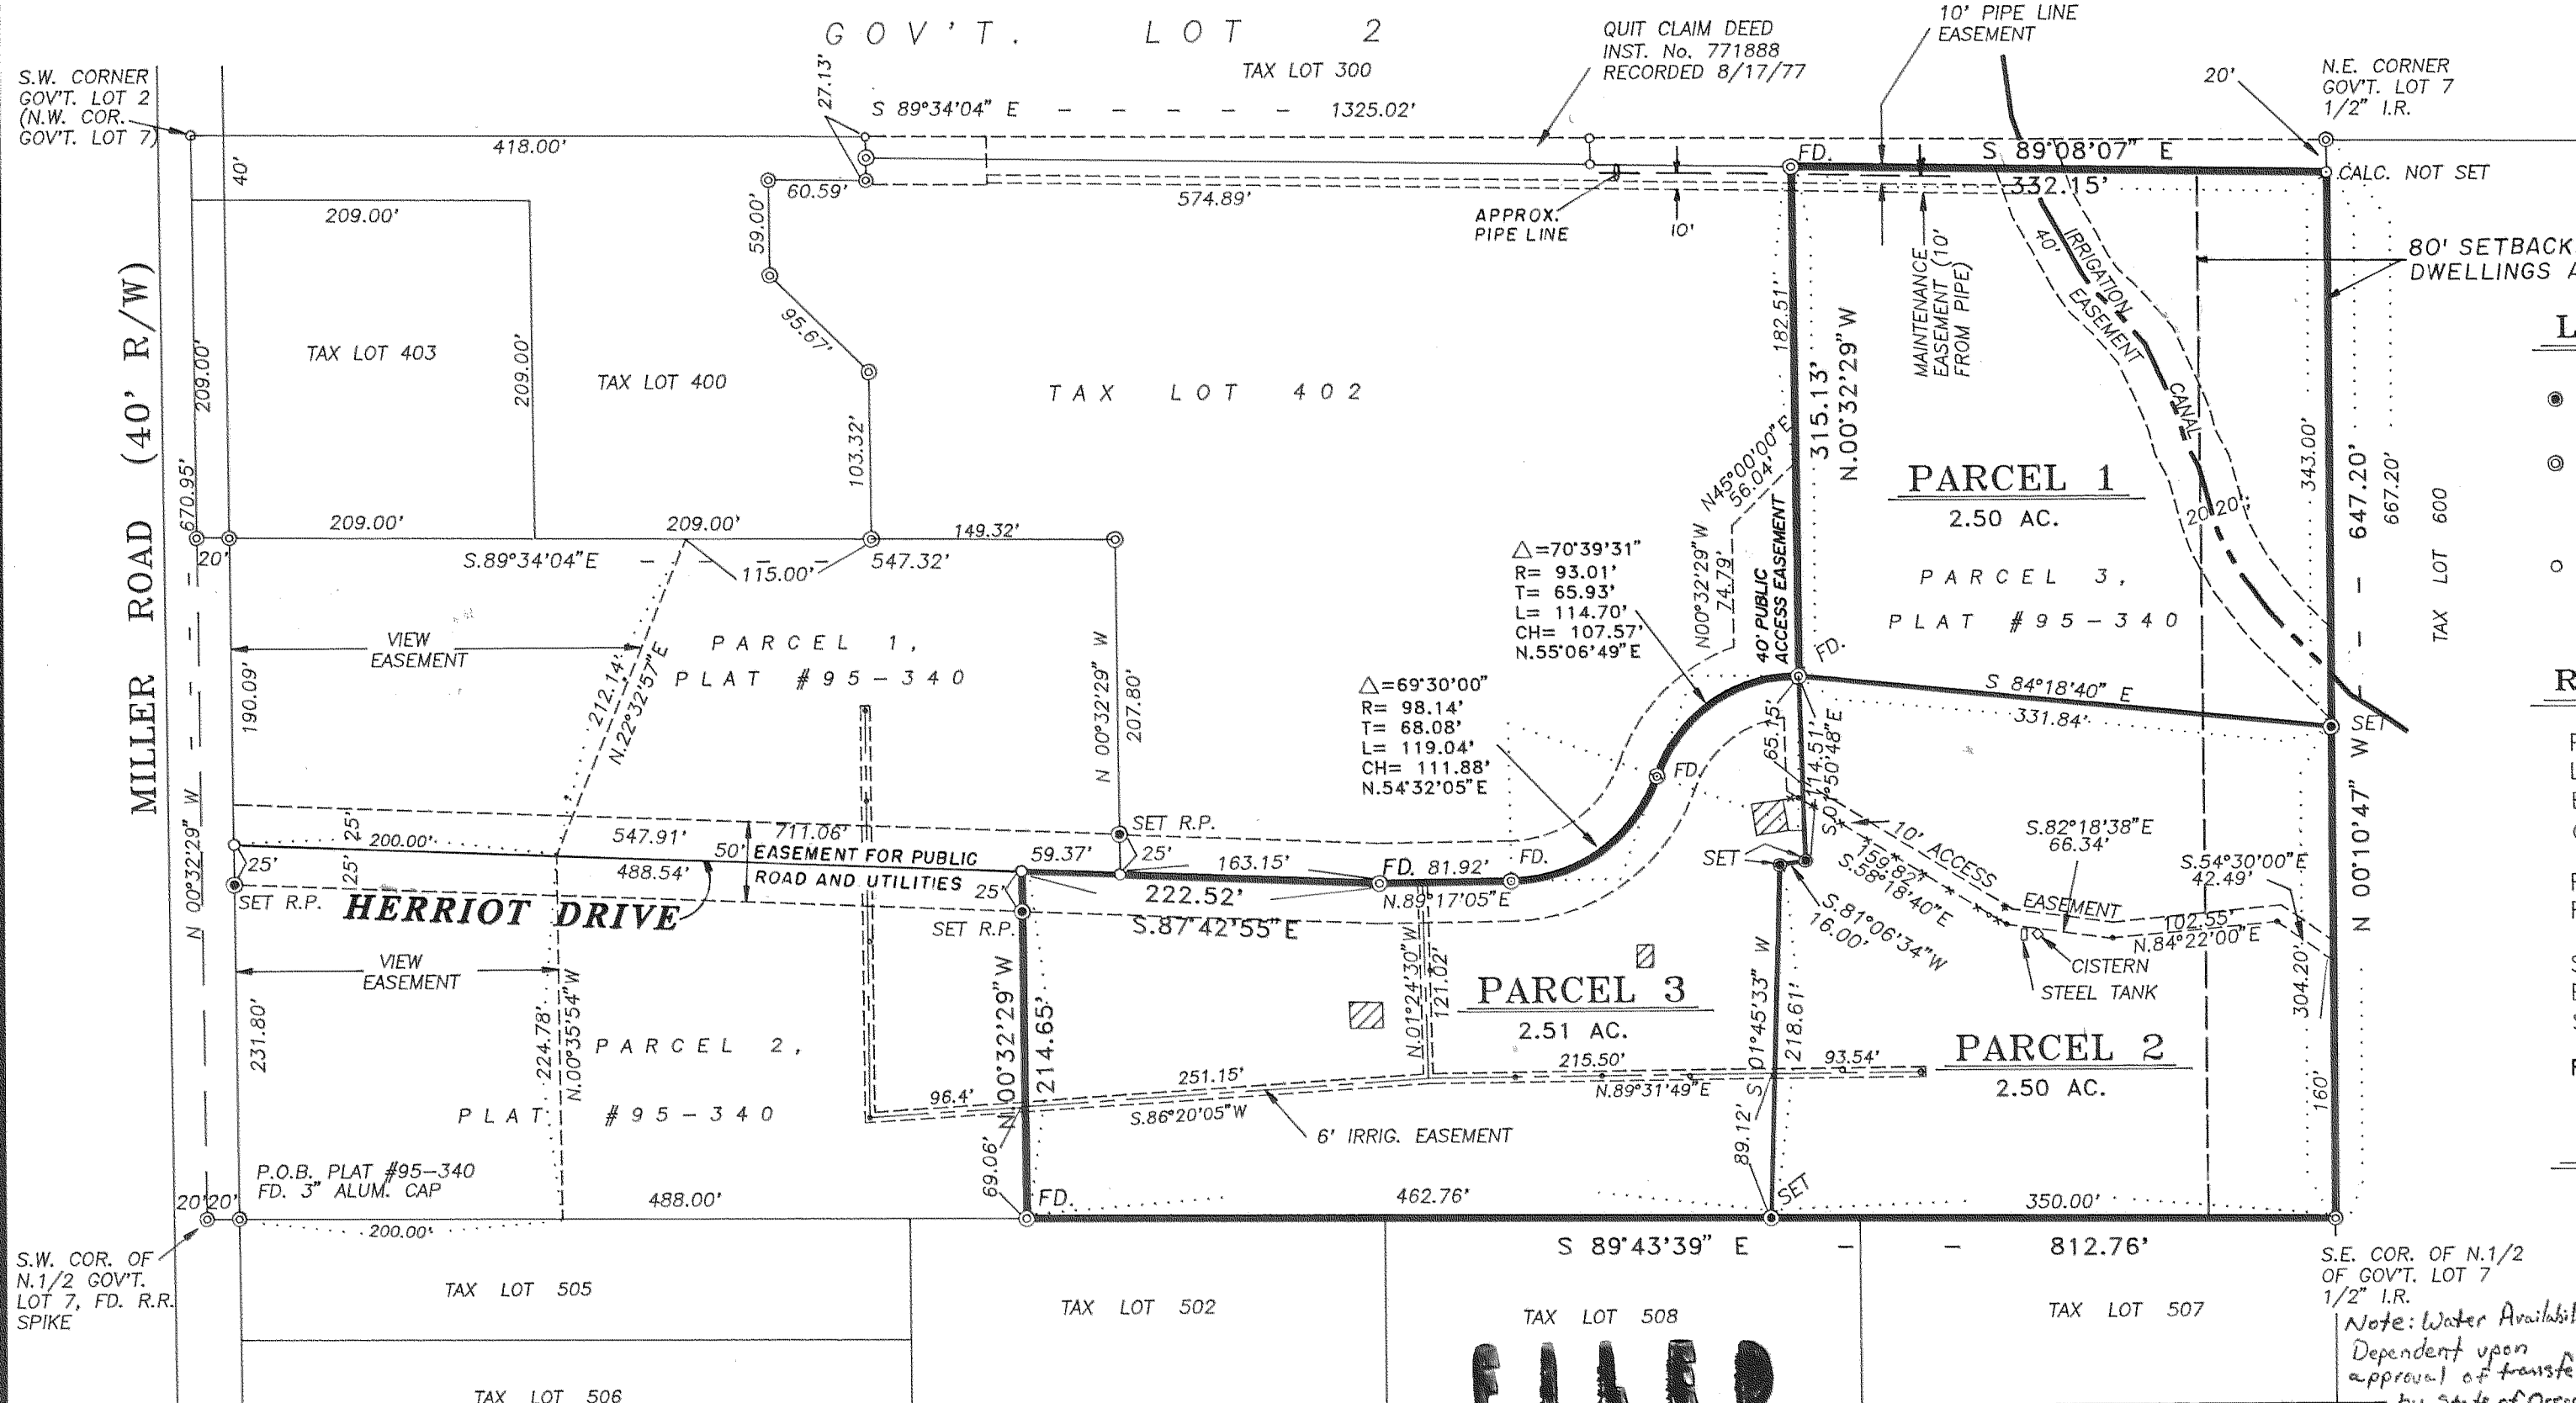 GOV'T. LOT 2
TAX LOT 300
S 89°34'04" E - - - - - 1325.02'
QUIT CLAIM DEED
INST. No. 771888
RECORDED 8/17/77
10' PIPE LINE
EASEMENT
20'
N.E. CORNER
GOV'T. LOT 7
1/2" I.R.
S.W. CORNER
GOV'T. LOT 2
(N.W. COR.
GOV'T. LOT 7)
27.13'
418.00'
40'
FD.
S 89°08'07" E
332.15'
CALC. NOT SET
60.59'
574.89'
APPROX.
PIPE LINE
10'
209.00'
59.00'
95.67'
103.32'
MAINTENANCE
EASEMENT (10'
FROM PIPE)
40'
IRRIGATION
EASEMENT
CANAL
20'20'
80' SETBACK
DWELLINGS A
MILLER ROAD (40' R/W)
209.00'
TAX LOT 403
209.00'
TAX LOT 400
TAX LOT 402
182.51'
315.13'
N.00°32'29" W
343.00'
647.20'
667.20'
TAX LOT 600
PARCEL 1
2.50 AC.
PARCEL 3,
PLAT #95-340
670.95'
209.00'
209.00'
149.32'
20'
S.89°34'04"E - - -
115.00'
547.32'
N45°00'00"E
56.04'
N00°32'29"W
74.79'
40' PUBLIC
ACCESS EASEMENT
△=70°39'31"
R= 93.01'
T= 65.93'
L= 114.70'
CH= 107.57'
N.55°06'49"E
△=69°30'00"
R= 98.14'
T= 68.08'
L= 119.04'
CH= 111.88'
N.54°32'05"E
VIEW
EASEMENT
190.09'
212.14'
N.22°32'57"E
PARCEL 1,
PLAT #95-340
N 00°32'29" W
207.80'
FD.
S 84°18'40" E
331.84'
SET
FD.
65.15'
114.51'
S.01°50'48"E
N 00°32'29" W
25'
25'
200.00'
547.91'
711.06'
488.54'
50'
EASEMENT FOR PUBLIC
ROAD AND UTILITIES
SET R.P.
59.37'
25'
163.15'
FD.
81.92'
FD.
N.89°17'05"E
25'
SET R.P.
HERRIOT DRIVE
25'
SET R.P.
222.52'
S.87°42'55"E
SET
10' ACCESS
EASEMENT
159.82'
S.58°18'40"E
S.82°18'38"E
66.34'
S.54°30'00"E
42.49'
102.55'
N.84°22'00"E
S.81°06'34"W
16.00'
CISTERN
STEEL TANK
N 00°10'47" W
304.20'
160'
VIEW
EASEMENT
231.80'
224.78'
N.00°35'54"W
PARCEL 2,
PLAT #95-340
N 00°32'29" W
214.65'
69.06'
N.01°24'30"W
121.02'
PARCEL 3
2.51 AC.
S 01°45'33" W
218.61'
89.12'
PARCEL 2
2.50 AC.
96.4'
251.15'
S.86°20'05"W
215.50'
N.89°31'49"E
93.54'
6' IRRIG. EASEMENT
P.O.B. PLAT #95-340
FD. 3" ALUM. CAP
20'20'
488.00'
200.00'
FD.
462.76'
SET
350.00'
S 89°43'39" E - - 812.76'
S.W. COR. OF
N.1/2 GOV'T.
LOT 7, FD. R.R.
SPIKE
S.E. COR. OF N.1/2
OF GOV'T. LOT 7
1/2" I.R.
TAX LOT 505
TAX LOT 502
TAX LOT 508
TAX LOT 507
TAX LOT 506
FILED
Note: Water Availabil
Dependent upon
approval of transfe
by State of Oreg